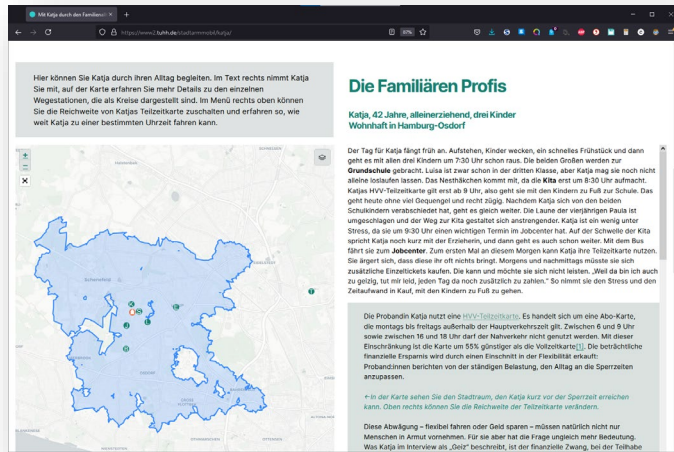 Mit Katja durch den Familienall
https://www2.tuhh.de/stadtarmmobil/katja/
67%
Hier können Sie Katja durch ihren Alltag begleiten. Im Text rechts nimmt Katja
Sie mit, auf der Karte erfahren Sie mehr Details zu den einzelnen
Wegestationen, die als Kreise dargestellt sind. Im Menü rechts oben können
Sie die Reichweite von Katjas Teilzeitkarte zuschalten und erfahren so, wie
weit Katja zu einer bestimmten Uhrzeit fahren kann.
Die Familiären Profis
Katja, 42 Jahre, alleinerziehend, drei Kinder
Wohnhaft in Hamburg-Osdorf
Der Tag für Katja fängt früh an. Aufstehen, Kinder wecken, ein schnelles Frühstück und dann
geht es mit allen drei Kindern um 7:30 Uhr schon raus. Die beiden Großen werden zur
Grundschule gebracht. Luisa ist zwar schon in der dritten Klasse, aber Katja mag sie noch nicht
alleine loslaufen lassen. Das Nesthäkchen kommt mit, da die Kita erst um 8:30 Uhr aufmacht.
Katjas HVV-Teilzeitkarte gilt erst ab 9 Uhr, also geht sie mit den Kindern zu Fuß zur Schule. Das
geht heute ohne viel Gequengel und recht zügig. Nachdem Katja sich von den beiden
Schulkindern verabschiedet hat, geht es gleich weiter. Die Laune der vierjährigen Paula ist
umgeschlagen und der Weg zur Kita gestaltet sich anstrengender. Katja ist ein wenig unter
Stress, da sie um 9:30 Uhr einen wichtigen Termin im Jobcenter hat. Auf der Schwelle der Kita
spricht Katja noch kurz mit der Erzieherin, und dann geht es auch schon weiter. Mit dem Bus
fährt sie zum Jobcenter. Zum ersten Mal an diesem Morgen kann Katja ihre Teilzeitkarte nutzen.
Sie ärgert sich, dass diese ihr oft nichts bringt. Morgens und nachmittags müsste sie sich
zusätzliche Einzeltickets kaufen. Die kann und möchte sie sich nicht leisten. „Weil da bin ich auch
zu geizig, tut mir leid, jeden Tag da noch zusätzlich zu zahlen.“ So nimmt sie den Stress und den
Zeitaufwand in Kauf, mit den Kindern zu Fuß zu gehen.
Die Probandin Katja nutzt eine HVV-Teilzeitkarte. Es handelt sich um eine Abo-Karte,
die montags bis freitags außerhalb der Hauptverkehrszeit gilt. Zwischen 6 und 9 Uhr
sowie zwischen 16 und 18 Uhr darf der Nahverkehr nicht genutzt werden. Mit dieser
Einschränkung ist die Karte um 55% günstiger als die Vollzeitkarte[1]. Die beträchtliche
finanzielle Ersparnis wird durch einen Einschnitt in der Flexibilität erkauft:
Proband:innen berichten von der ständigen Belastung, den Alltag an die Sperrzeiten
anzupassen.
←In der Karte sehen Sie den Stadtraum, den Katja kurz vor der Sperrzeit erreichen
kann. Oben rechts können Sie die Reichweite der Teilzeitkarte verändern.
Diese Abwägung – flexibel fahren oder Geld sparen – müssen natürlich nicht nur
Menschen in Armut vornehmen. Für sie aber hat die Frage ungleich mehr Bedeutung.
Was Katja im Interview als „Geiz“ beschreibt, ist der finanzielle Zwang, bei der Teilhabe